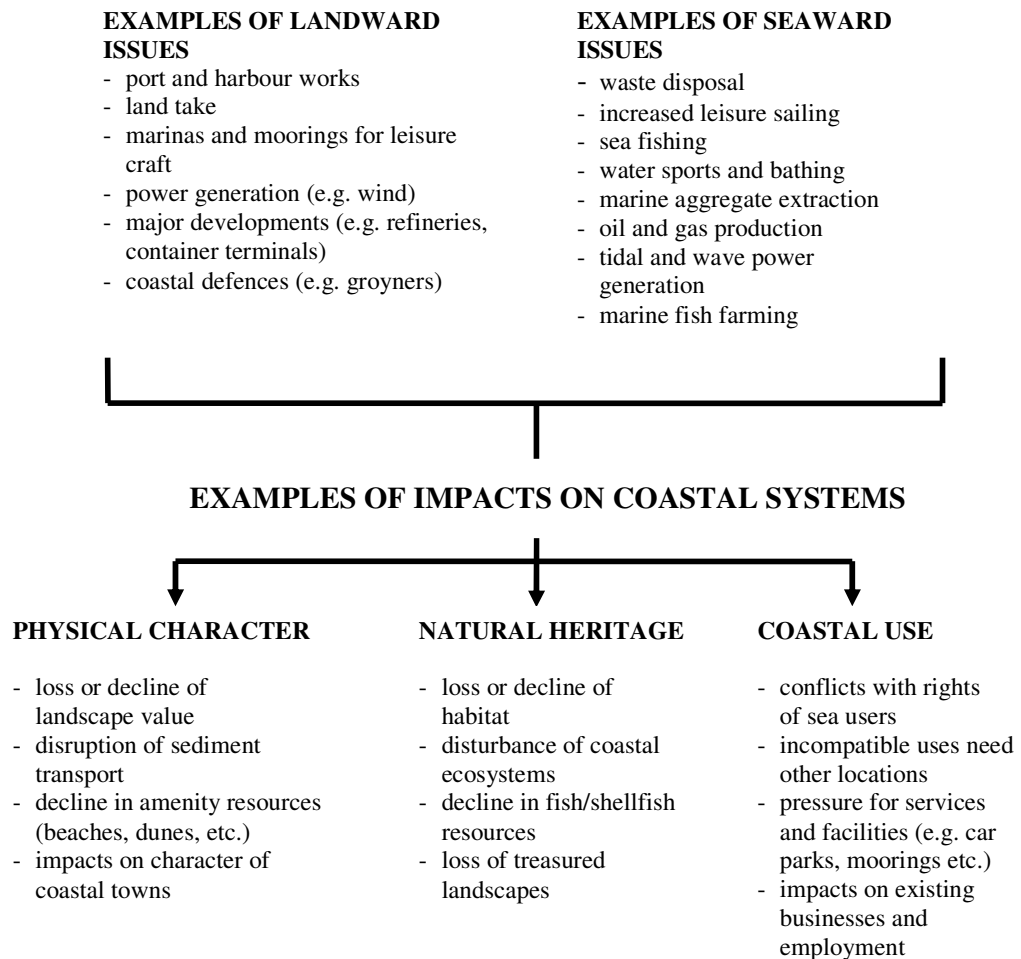 EXAMPLES OF LANDWARD
ISSUES
- port and harbour works
- land take
- marinas and moorings for leisure
craft
- power generation (e.g. wind)
- major developments (e.g. refineries,
container terminals)
- coastal defences (e.g. groyners)
EXAMPLES OF SEAWARD
ISSUES
- waste disposal
- increased leisure sailing
- sea fishing
- water sports and bathing
- marine aggregate extraction
- oil and gas production
- tidal and wave power
generation
- marine fish farming
EXAMPLES OF IMPACTS ON COASTAL SYSTEMS
PHYSICAL CHARACTER
- loss or decline of
landscape value
- disruption of sediment
transport
- decline in amenity resources
(beaches, dunes, etc.)
- impacts on character of
coastal towns
NATURAL HERITAGE
- loss or decline of
habitat
- disturbance of coastal
ecosystems
- decline in fish/shellfish
resources
- loss of treasured
landscapes
COASTAL USE
- conflicts with rights
of sea users
- incompatible uses need
other locations
- pressure for services
and facilities (e.g. car
parks, moorings etc.)
- impacts on existing
businesses and
employment